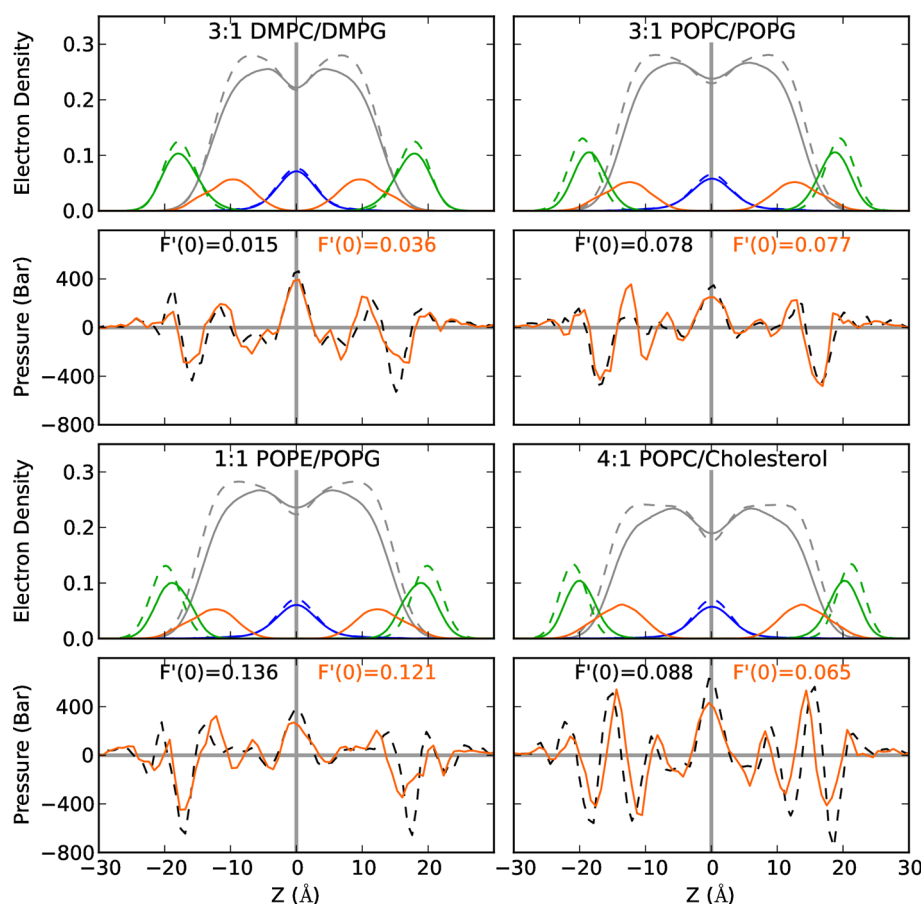 3:1 DMPC/DMPG
3:1 POPC/POPG
Electron Density
0.3
0.2
0.1
0.0
F'(0)=0.015
F'(0)=0.036
F'(0)=0.078
F'(0)=0.077
Pressure (Bar)
400
0
−400
−800
1:1 POPE/POPG
4:1 POPC/Cholesterol
Electron Density
0.3
0.2
0.1
0.0
F'(0)=0.136
F'(0)=0.121
F'(0)=0.088
F'(0)=0.065
Pressure (Bar)
400
0
−400
−800
−30 −20 −10 0 10 20
−30 −20 −10 0 10 20 30
Z (Å)
Z (Å)